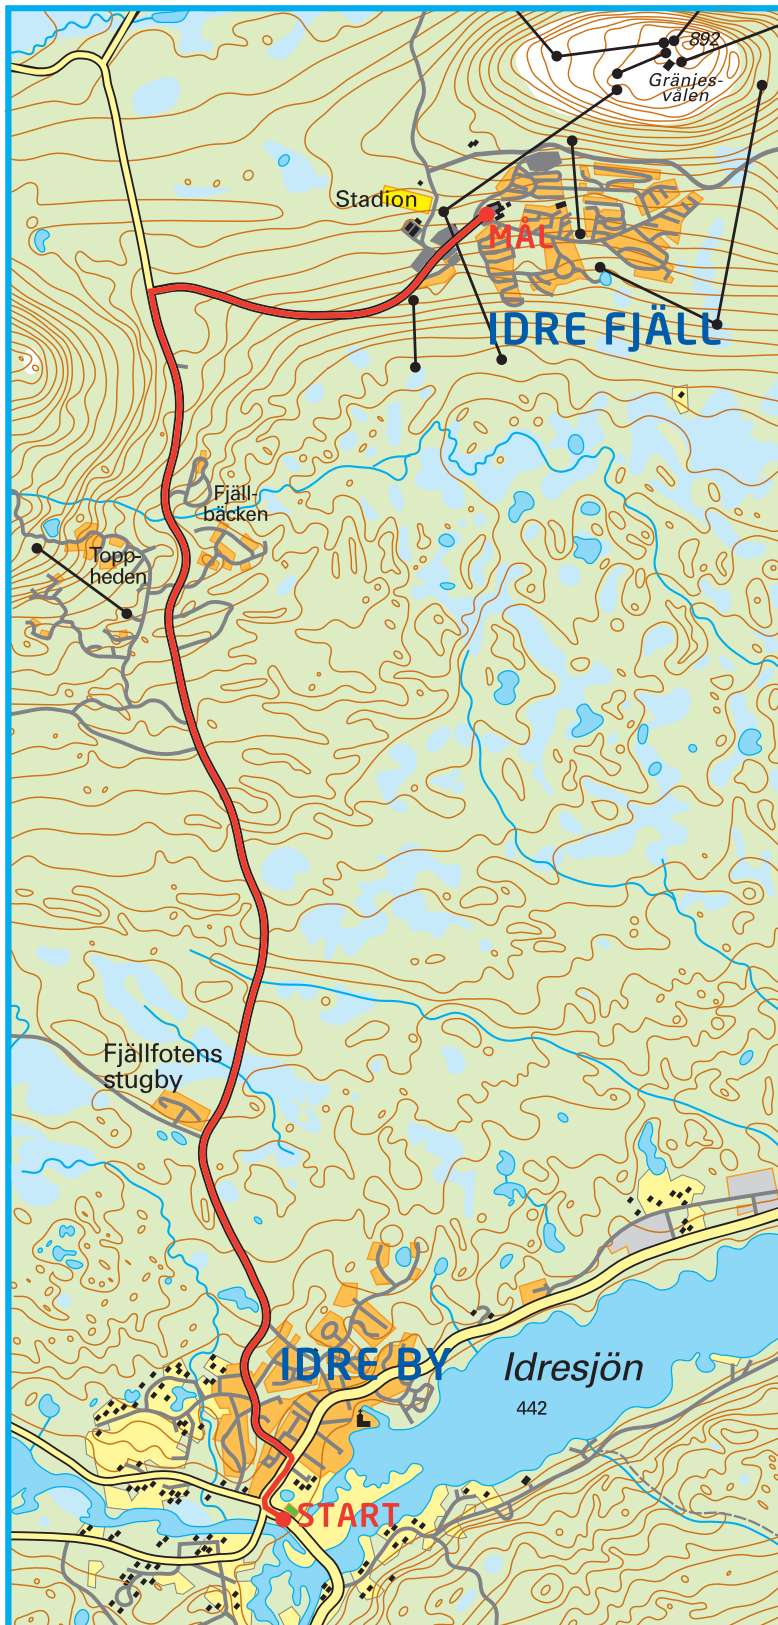 892
Gränjes-
vålen
Stadion
MÅL
IDRE FJÄLL
Fjäll-
bäcken
Topp-
heden
Fjällfotens
stugby
IDRE BY
Idresjön
442
START